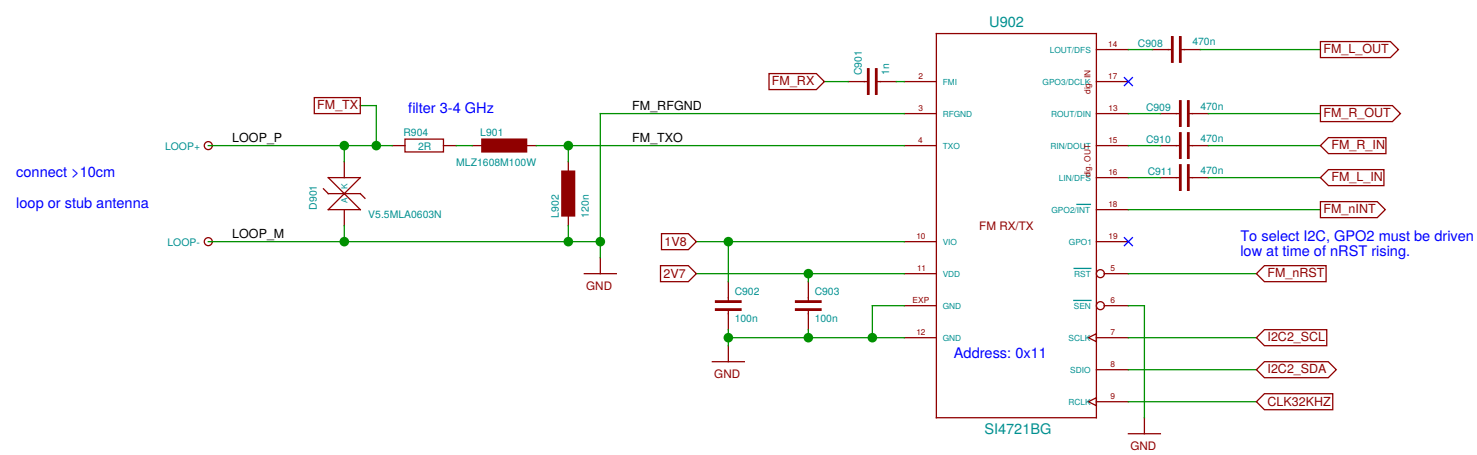 U902
C901
1n
FM_RX
2
FMI
FM_TX
filter 3-4 GHz
FM_RFGND
3
RFGND
LOOP+
LOOP_P
R904
2R
L901
MLZ1608M100W
FM_TXO
4
TXO
connect >10cm
loop or stub antenna
D901
A
K
V5.5MLA0603N
L902
120n
LOOP-
LOOP_M
GND
1V8
10
VIO
2V7
11
VDD
C902
100n
C903
100n
EXP
GND
12
GND
GND
FM RX/TX
Address: 0x11
SI4721BG
LOUT/DFS
14
C908
470n
FM_L_OUT
GPO3/DCLK
17
dig. IN
ROUT/DIN
13
C909
470n
FM_R_OUT
RIN/DOUT
15
C910
470n
FM_R_IN
dig. OUT
LIN/DFS
16
C911
470n
FM_L_IN
GPO2/INT
18
FM_nINT
GPO1
19
To select I2C, GPO2 must be driven
low at time of nRST rising.
RST
5
FM_nRST
SEN
6
SCLK
7
I2C2_SCL
SDIO
8
I2C2_SDA
RCLK
9
CLK32KHZ
GND